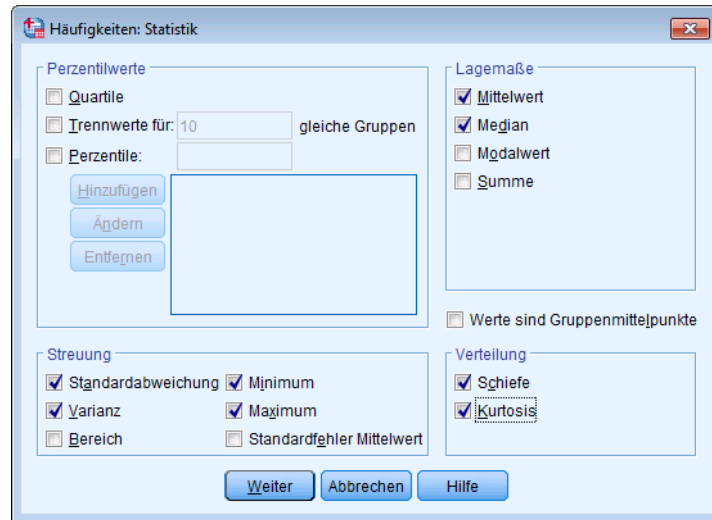 Häufigkeiten: Statistik
Perzentilwerte
Quartile
Trennwerte für: 10 gleiche Gruppen
Perzentile:
Hinzufügen
Ändern
Entfernen
Lagemaße
Mittelwert
Median
Modalwert
Summe
Werte sind Gruppenmittelpunkte
Streuung
Standardabweichung Minimum
Varianz Maximum
Bereich Standardfehler Mittelwert
Verteilung
Schiefe
Kurtosis
Weiter Abbrechen Hilfe